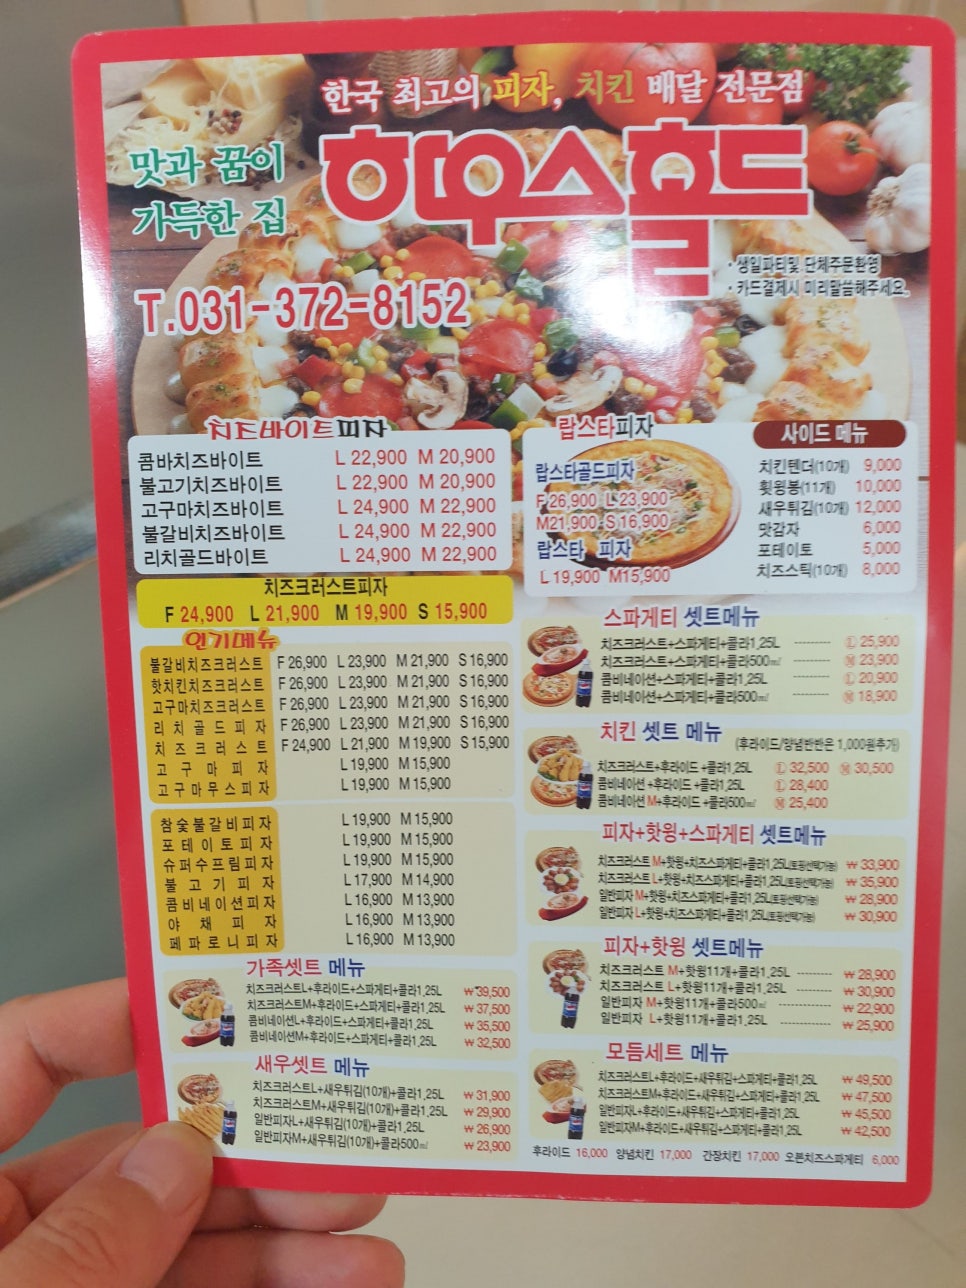 한국 최고의 피자, 치킨 배달 전문점
맛과 꿈이
가득한 집
하우스홀드
· 생일파티및 단체주문환영
· 카드결제시 미리말씀해주세요.
T.031-372-8152
치즈바이트피자
콤바치즈바이트 L 22,900 M 20,900
불고기치즈바이트 L 22,900 M 20,900
고구마치즈바이트 L 24,900 M 22,900
불갈비치즈바이트 L 24,900 M 22,900
리치골드바이트 L 24,900 M 22,900
랍스타피자
랍스타골드피자
F 26,900 L 23,900
M21,900 S 16,900
랍스타 피자
L 19,900 M15,900
사이드 메뉴
치킨텐더(10개) 9,000
휫윙봉(11개) 10,000
새우튀김(10개) 12,000
맛감자 6,000
포테이토 5,000
치즈스틱(10개) 8,000
치즈크러스트피자
F 24,900 L 21,900 M 19,900 S 15,900
인기메뉴
불갈비치즈크러스트 F 26,900 L 23,900 M 21,900 S 16,900
핫치킨치즈크러스트 F 26,900 L 23,900 M 21,900 S 16,900
고구마치즈크러스트 F 26,900 L 23,900 M 21,900 S 16,900
리치골드피자 F 26,900 L 23,900 M 21,900 S 16,900
치즈크러스트 F 24,900 L 21,900 M 19,900 S 15,900
고구마피자 L 19,900 M 15,900
고구마무스피자 L 19,900 M 15,900
참숯불갈비피자 L 19,900 M 15,900
포테이토피자 L 19,900 M 15,900
슈퍼수프림피자 L 19,900 M 15,900
불고기피자 L 17,900 M 14,900
콤비네이션피자 L 16,900 M 13,900
야채피자 L 16,900 M 13,900
페파로니피자 L 16,900 M 13,900
가족셋트 메뉴
치즈크러스트L+후라이드+스파게티+콜라1,25L ₩39,500
치즈크러스트M+후라이드+스파게티+콜라1,25L ₩37,500
콤비네이션L+후라이드+스파게티+콜라1,25L ₩35,500
콤비네이션M+후라이드+스파게티+콜라1,25L ₩32,500
새우셋트 메뉴
치즈크러스트L+새우튀김(10개)+콜라1,25L ₩31,900
치즈크러스트M+새우튀김(10개)+콜라1,25L ₩29,900
일반피자L+새우튀김(10개)+콜라1,25L ₩26,900
일반피자M+새우튀김(10개)+콜라500㎖ ₩23,900
스파게티 셋트메뉴
치즈크러스트+스파게티+콜라1,25L Ⓛ 25,900
치즈크러스트+스파게티+콜라500㎖ Ⓜ 23,900
콤비네이션+스파게티+콜라1,25L Ⓛ 20,900
콤비네이션+스파게티+콜라500㎖ Ⓜ 18,900
치킨 셋트 메뉴 (후라이드/양념반반은 1,000원추가)
치즈크러스트+후라이드 +콜라1,25L Ⓛ 32,500 Ⓜ 30,500
콤비네이션 +후라이드 +콜라1,25L Ⓛ 28,400
콤비네이션 M+후라이드 +콜라500㎖ Ⓜ 25,400
피자+핫윙+스파게티 셋트메뉴
치즈크러스트 M+핫윙+치즈스파게티+콜라1,25L(토핑선택가능) ₩33,900
치즈크러스트 L+핫윙+치즈스파게티+콜라1,25L(토핑선택가능) ₩35,900
일반피자 M+핫윙+치즈스파게티+콜라1,25L(토핑선택가능) ₩28,900
일반피자 L+핫윙+치즈스파게티+콜라1,25L(토핑선택가능) ₩30,900
피자+핫윙 셋트메뉴
치즈크러스트 M+핫윙11개+콜라1,25L ₩28,900
치즈크러스트 L+핫윙11개+콜라1,25L ₩30,900
일반피자 M+핫윙11개+콜라500㎖ ₩22,900
일반피자 L+핫윙11개+콜라1,25L ₩25,900
모듬세트 메뉴
치즈크러스트L+후라이드+새우튀김+스파게티+콜라1,25L ₩49,500
치즈크러스트M+후라이드+새우튀김+스파게티+콜라1,25L ₩47,500
일반피자L+후라이드+새우튀김+스파게티+콜라1,25L ₩45,500
일반피자M+후라이드+새우튀김+스파게티+콜라1,25L ₩42,500
후라이드 16,000 양념치킨 17,000 간장치킨 17,000 오븐치즈스파게티 6,000